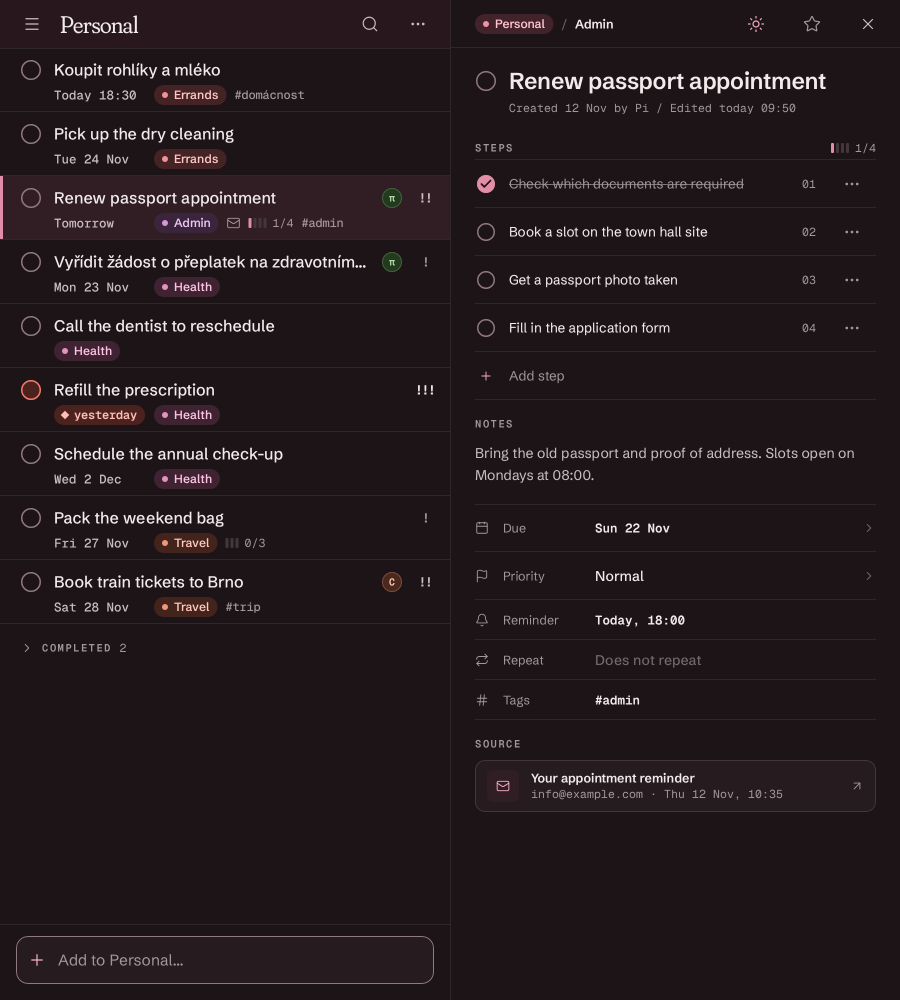 Personal
Koupit rohlíky a mléko
Today 18:30 Errands #domácnost
Pick up the dry cleaning
Tue 24 Nov Errands
Renew passport appointment π !!
Tomorrow Admin 1/4 #admin
Vyřídit žádost o přeplatek na zdravotním… π !
Mon 23 Nov Health
Call the dentist to reschedule
Health
Refill the prescription !!!
yesterday Health
Schedule the annual check-up
Wed 2 Dec Health
Pack the weekend bag !
Fri 27 Nov Travel 0/3
Book train tickets to Brno C !!
Sat 28 Nov Travel #trip
COMPLETED 2
Add to Personal…
Personal / Admin
Renew passport appointment
Created 12 Nov by Pi / Edited today 09:50
STEPS 1/4
Check which documents are required 01
Book a slot on the town hall site 02
Get a passport photo taken 03
Fill in the application form 04
Add step
NOTES
Bring the old passport and proof of address. Slots open on
Mondays at 08:00.
Due Sun 22 Nov
Priority Normal
Reminder Today, 18:00
Repeat Does not repeat
Tags #admin
SOURCE
Your appointment reminder
info@example.com · Thu 12 Nov, 10:35